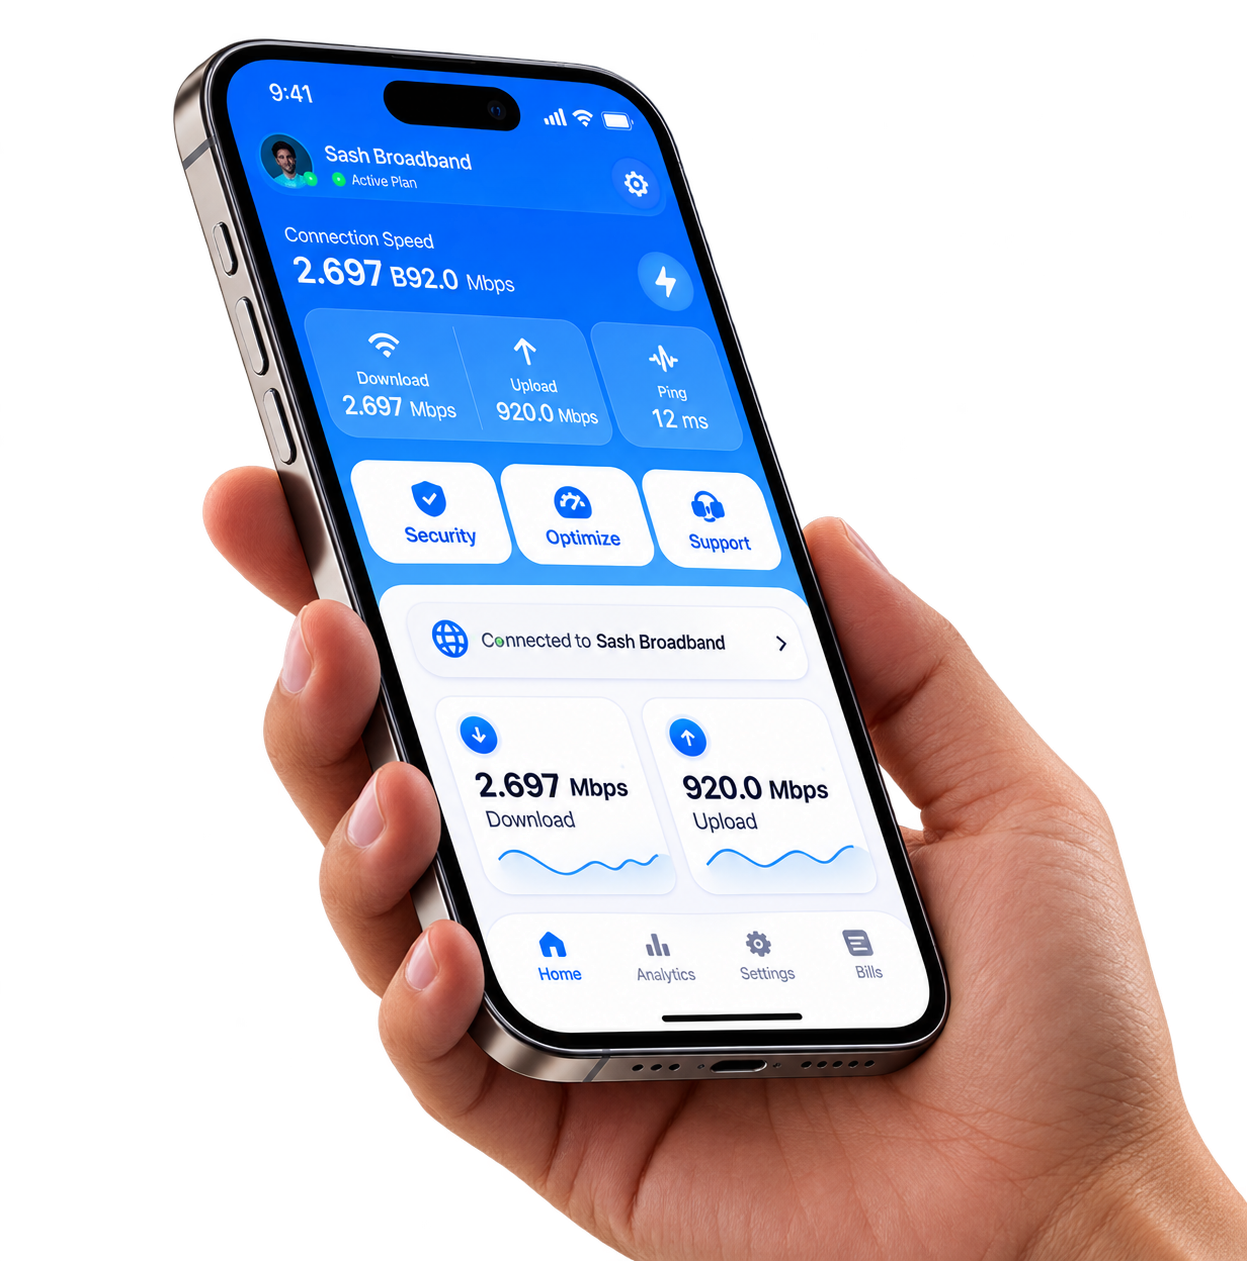 9:41
Sash Broadband
Active Plan
Connection Speed
2.697 B92.0 Mbps
Download
2.697 Mbps
Upload
920.0 Mbps
Ping
12 ms
Security
Optimize
Support
Connected to Sash Broadband
2.697 Mbps
Download
920.0 Mbps
Upload
Home
Analytics
Settings
Bills